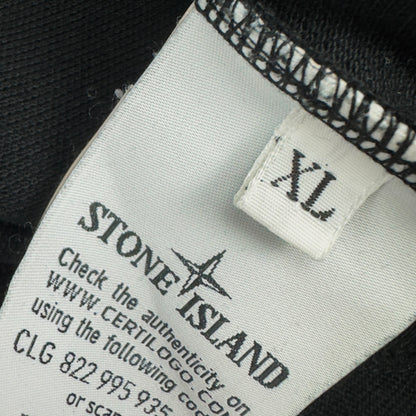 XL
STONE ISLAND
Check the authenticity on
WWW.CERTILOGO.CO
using the following code
CLG 822 995 935
or scan